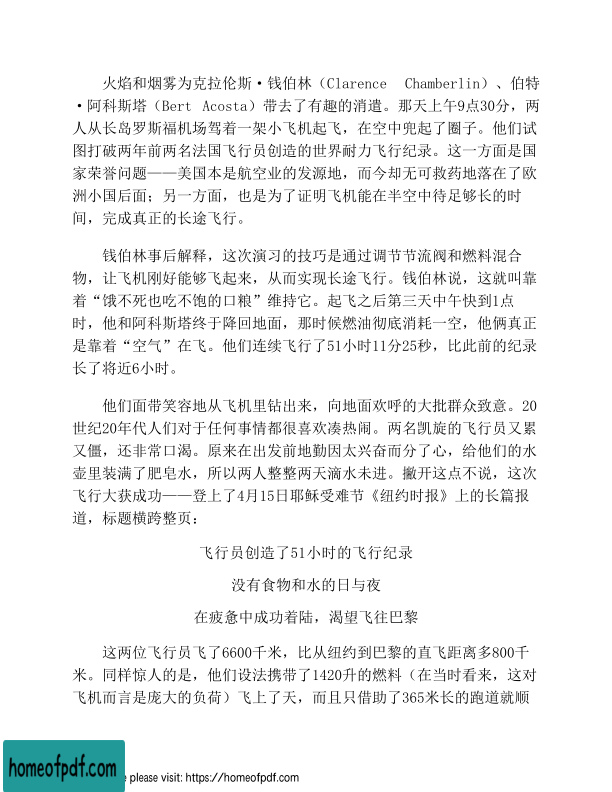 火焰和烟雾为克拉伦斯·钱伯林（Clarence Chamberlin）、伯特
·阿科斯塔（Bert Acosta）带去了有趣的消遣。那天上午9点30分，两
人从长岛罗斯福机场驾着一架小飞机起飞，在空中兜起了圈子。他们试
图打破两年前两名法国飞行员创造的世界耐力飞行纪录。这一方面是国
家荣誉问题——美国本是航空业的发源地，而今却无可救药地落在了欧
洲小国后面；另一方面，也是为了证明飞机能在半空中待足够长的时
间，完成真正的长途飞行。
钱伯林事后解释，这次演习的技巧是通过调节节流阀和燃料混合
物，让飞机刚好能够飞起来，从而实现长途飞行。钱伯林说，这就叫靠
着“饿不死也吃不饱的口粮”维持它。起飞之后第三天中午快到1点
时，他和阿科斯塔终于降回地面，那时候燃油彻底消耗一空，他俩真正
是靠着“空气”在飞。他们连续飞行了51小时11分25秒，比此前的纪录
长了将近6小时。
他们面带笑容地从飞机里钻出来，向地面欢呼的大批群众致意。20
世纪20年代人们对于任何事情都很喜欢凑热闹。两名凯旋的飞行员又累
又僵，还非常口渴。原来在出发前地勤因太兴奋而分了心，给他们的水
壶里装满了肥皂水，所以两人整整两天滴水未进。撇开这点不说，这次
飞行大获成功——登上了4月15日耶稣受难节《纽约时报》上的长篇报
道，标题横跨整页：
飞行员创造了51小时的飞行纪录
没有食物和水的日与夜
在疲惫中成功着陆，渴望飞往巴黎
这两位飞行员飞了6600千米，比从纽约到巴黎的直飞距离多800千
米。同样惊人的是，他们设法携带了1420升的燃料（在当时看来，这对
飞机而言是庞大的负荷）飞上了天，而且只借助了365米长的跑道就顺
homeofpdf.com
e please visit: https://homeofpdf.com